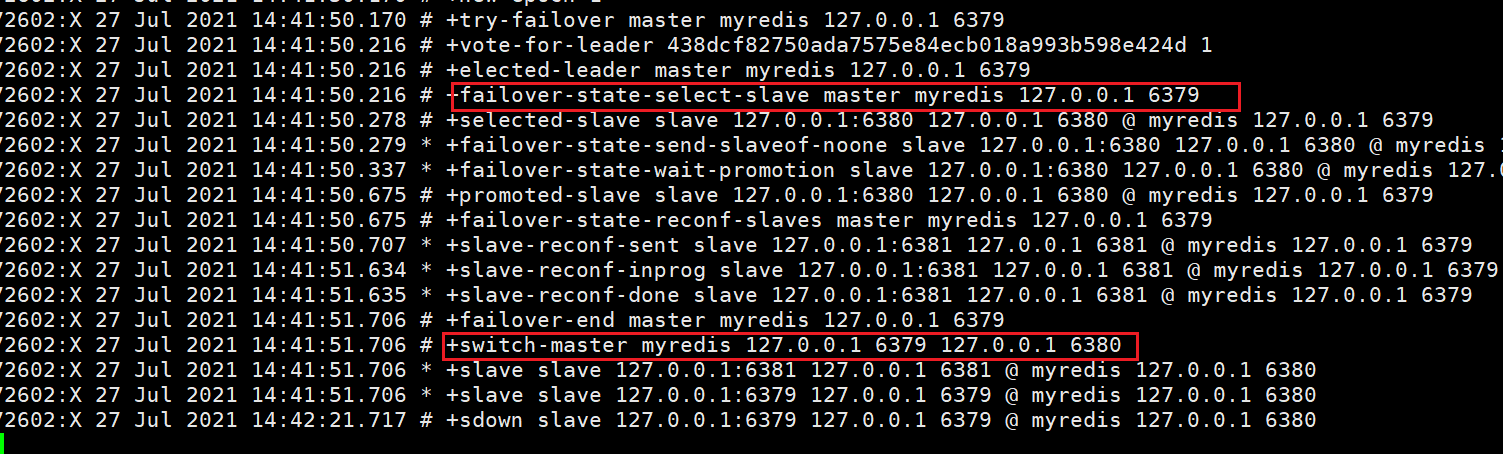 72602:X 27 Jul 2021 14:41:50.170 # +new-epoch 1
72602:X 27 Jul 2021 14:41:50.170 # +try-failover master myredis 127.0.0.1 6379
72602:X 27 Jul 2021 14:41:50.216 # +vote-for-leader 438dcf82750ada7575e84ecb018a993b598e424d 1
72602:X 27 Jul 2021 14:41:50.216 # +elected-leader master myredis 127.0.0.1 6379
72602:X 27 Jul 2021 14:41:50.216 # +failover-state-select-slave master myredis 127.0.0.1 6379
72602:X 27 Jul 2021 14:41:50.278 # +selected-slave slave 127.0.0.1:6380 127.0.0.1 6380 @ myredis 127.0.0.1 6379
72602:X 27 Jul 2021 14:41:50.279 * +failover-state-send-slaveof-noone slave 127.0.0.1:6380 127.0.0.1 6380 @ myredis 1
72602:X 27 Jul 2021 14:41:50.337 * +failover-state-wait-promotion slave 127.0.0.1:6380 127.0.0.1 6380 @ myredis 127.0
72602:X 27 Jul 2021 14:41:50.675 # +promoted-slave slave 127.0.0.1:6380 127.0.0.1 6380 @ myredis 127.0.0.1 6379
72602:X 27 Jul 2021 14:41:50.675 # +failover-state-reconf-slaves master myredis 127.0.0.1 6379
72602:X 27 Jul 2021 14:41:50.707 * +slave-reconf-sent slave 127.0.0.1:6381 127.0.0.1 6381 @ myredis 127.0.0.1 6379
72602:X 27 Jul 2021 14:41:51.634 * +slave-reconf-inprog slave 127.0.0.1:6381 127.0.0.1 6381 @ myredis 127.0.0.1 6379
72602:X 27 Jul 2021 14:41:51.635 * +slave-reconf-done slave 127.0.0.1:6381 127.0.0.1 6381 @ myredis 127.0.0.1 6379
72602:X 27 Jul 2021 14:41:51.706 # +failover-end master myredis 127.0.0.1 6379
72602:X 27 Jul 2021 14:41:51.706 # +switch-master myredis 127.0.0.1 6379 127.0.0.1 6380
72602:X 27 Jul 2021 14:41:51.706 * +slave slave 127.0.0.1:6381 127.0.0.1 6381 @ myredis 127.0.0.1 6380
72602:X 27 Jul 2021 14:41:51.706 * +slave slave 127.0.0.1:6379 127.0.0.1 6379 @ myredis 127.0.0.1 6380
72602:X 27 Jul 2021 14:42:21.717 # +sdown slave 127.0.0.1:6379 127.0.0.1 6379 @ myredis 127.0.0.1 6380